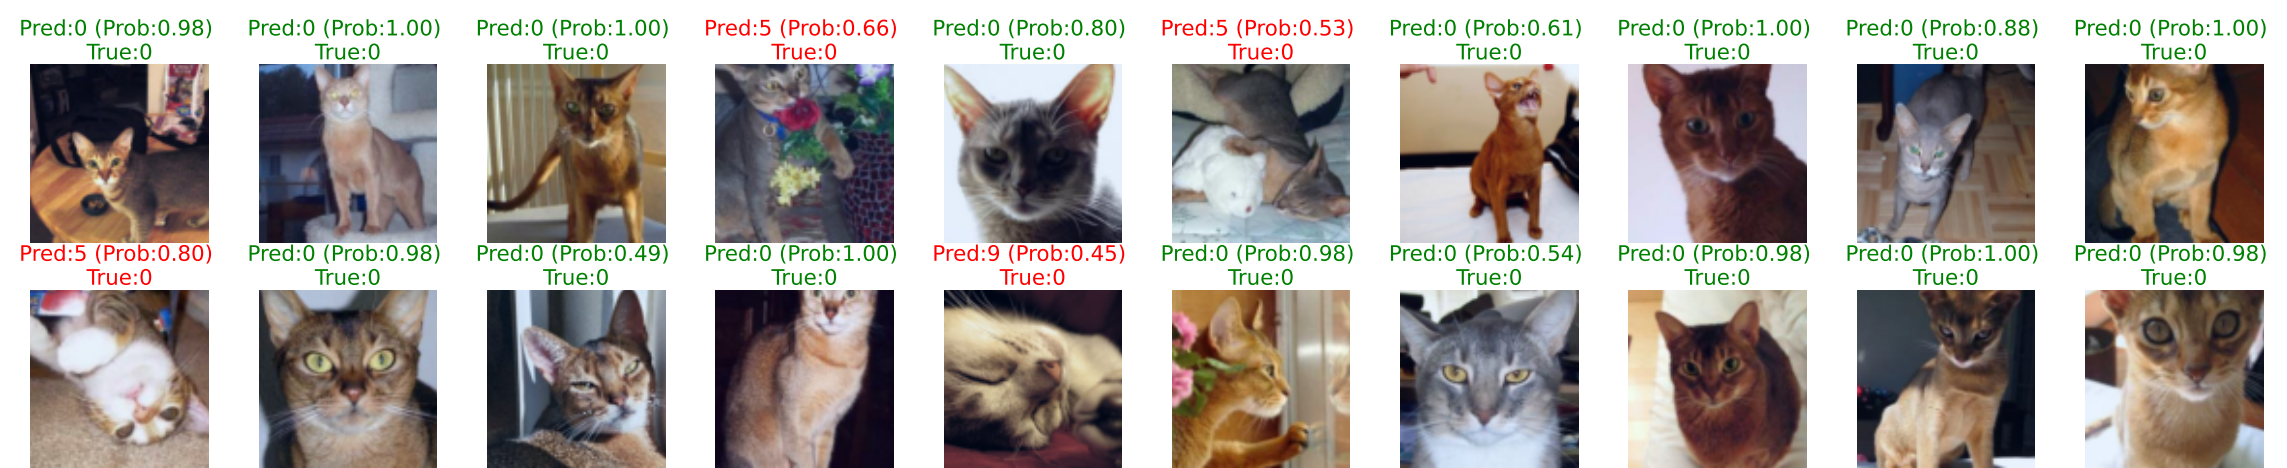 Pred:0 (Prob:0.98)
True:0
Pred:0 (Prob:1.00)
True:0
Pred:0 (Prob:1.00)
True:0
Pred:5 (Prob:0.66)
True:0
Pred:0 (Prob:0.80)
True:0
Pred:5 (Prob:0.53)
True:0
Pred:0 (Prob:0.61)
True:0
Pred:0 (Prob:1.00)
True:0
Pred:0 (Prob:0.88)
True:0
Pred:0 (Prob:1.00)
True:0
Pred:5 (Prob:0.80)
True:0
Pred:0 (Prob:0.98)
True:0
Pred:0 (Prob:0.49)
True:0
Pred:0 (Prob:1.00)
True:0
Pred:9 (Prob:0.45)
True:0
Pred:0 (Prob:0.98)
True:0
Pred:0 (Prob:0.54)
True:0
Pred:0 (Prob:0.98)
True:0
Pred:0 (Prob:1.00)
True:0
Pred:0 (Prob:0.98)
True:0